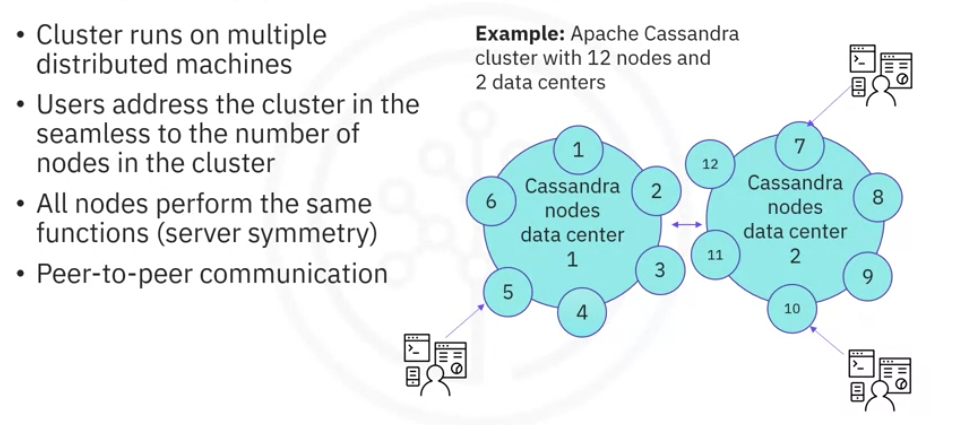 • Cluster runs on multiple
distributed machines
• Users address the cluster in the
seamless to the number of
nodes in the cluster
• All nodes perform the same
functions (server symmetry)
• Peer-to-peer communication
Example: Apache Cassandra
cluster with 12 nodes and
2 data centers
1
2
3
4
5
6
Cassandra
nodes
data center
1
7
8
9
10
11
12
Cassandra
nodes
data center
2